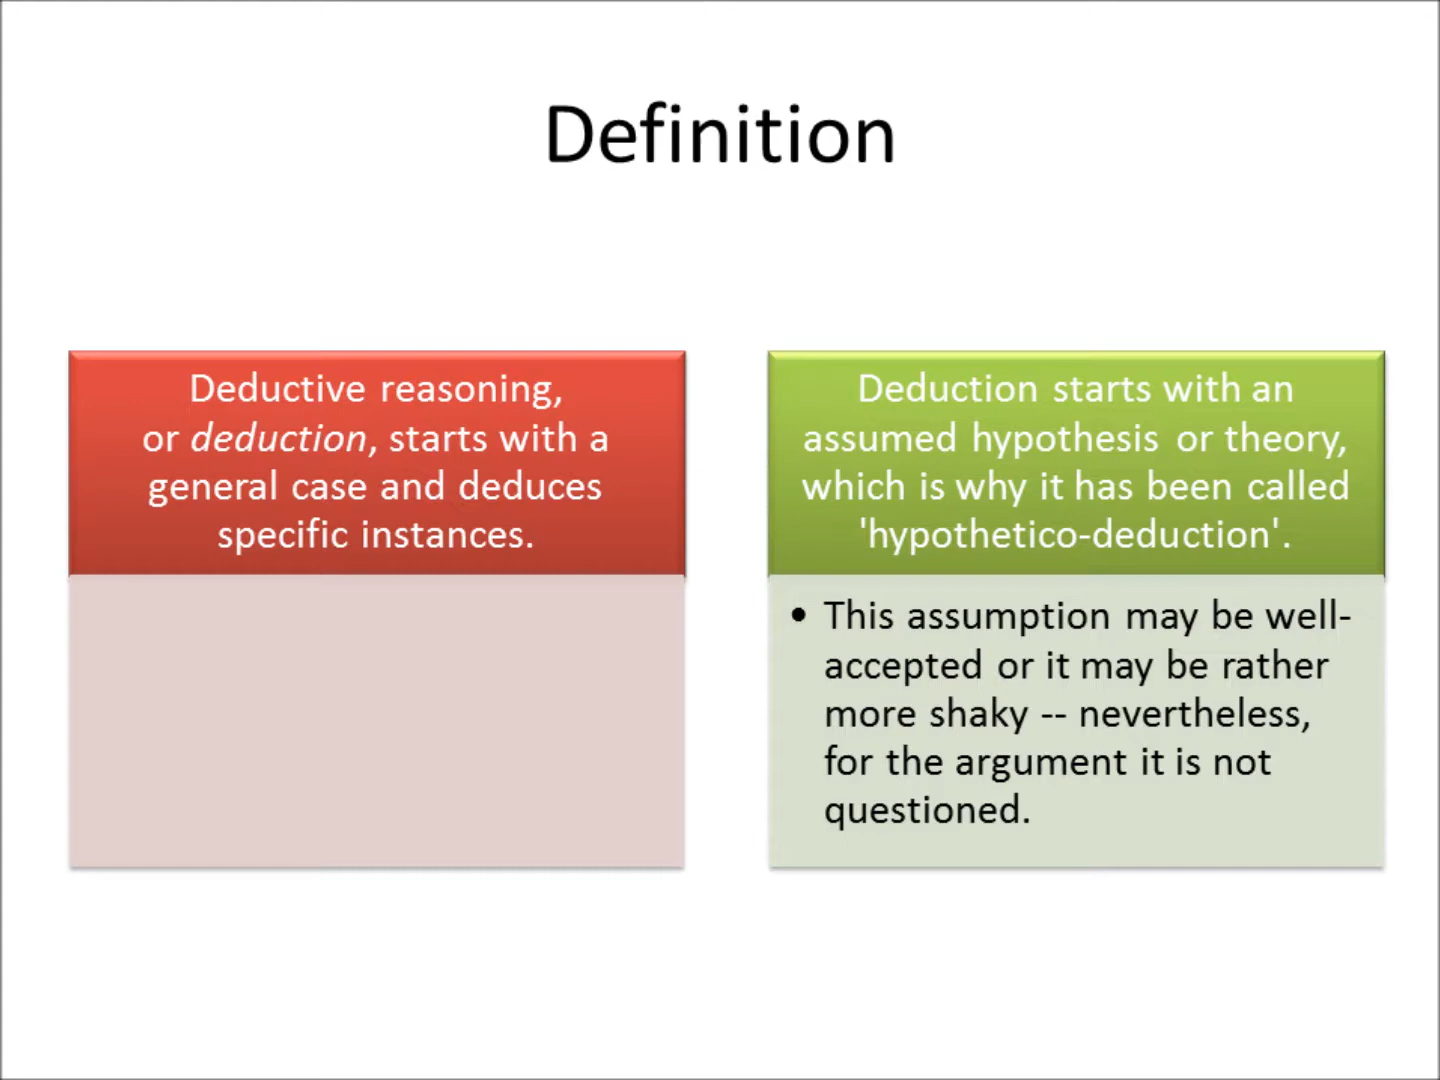 Definition
Deductive reasoning,
or deduction, starts with a
general case and deduces
specific instances.
Deduction starts with an
assumed hypothesis or theory,
which is why it has been called
'hypothetico-deduction'.
• This assumption may be well-
accepted or it may be rather
more shaky -- nevertheless,
for the argument it is not
questioned.